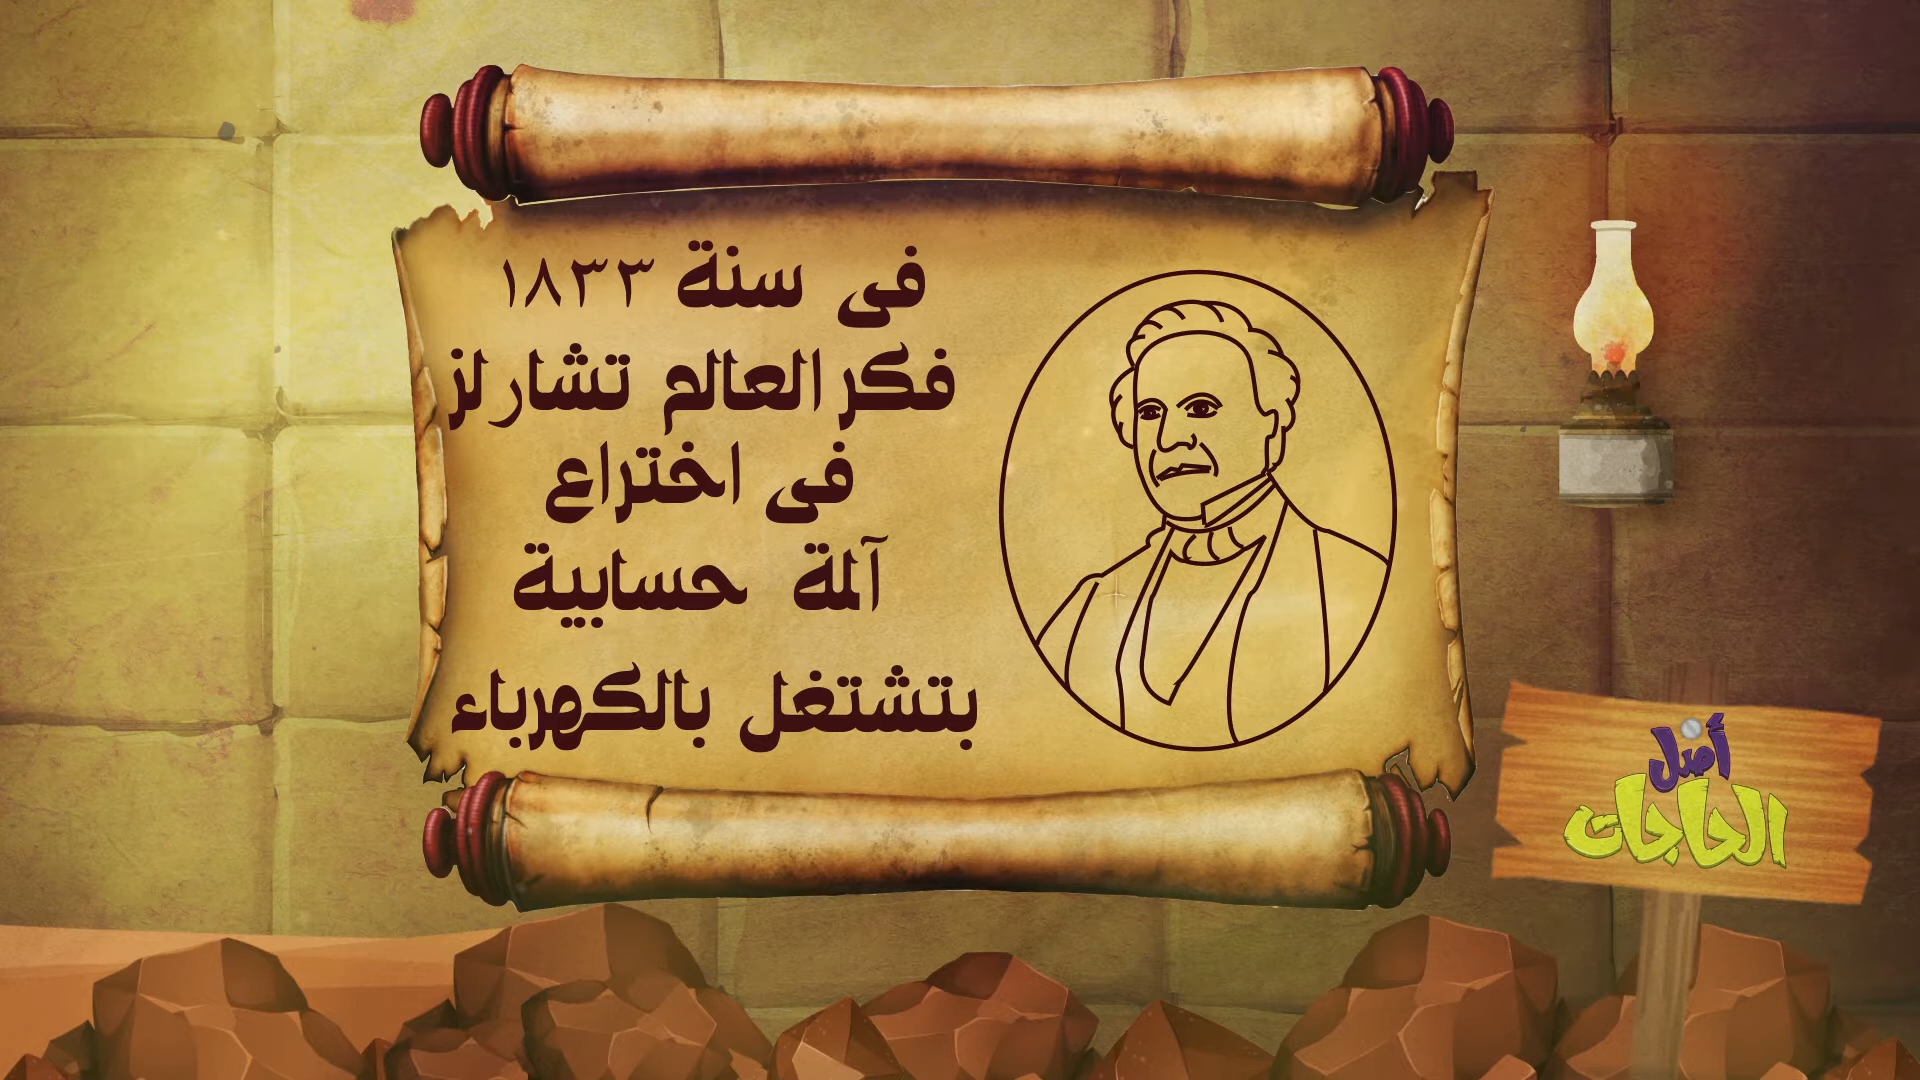 فى سنة ١٨٣٣
فكر العالم تشارلز
فى اختراع
آلة حسابية
بتشتغل بالكهرباء
أصل
الحاجات